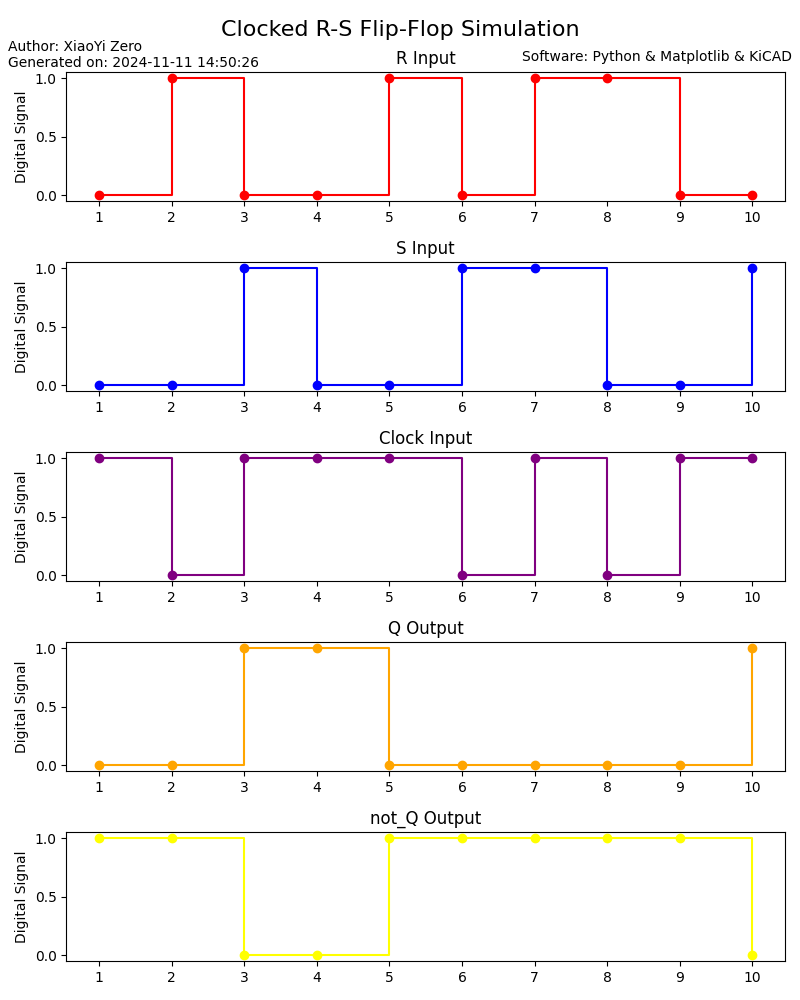 Clocked R-S Flip-Flop Simulation
Author: XiaoYi Zero
Generated on: 2024-11-11 14:50:26
Software: Python & Matplotlib & KiCAD
R Input
Digital Signal
1.0
0.5
0.0
1 2 3 4 5 6 7 8 9 10
S Input
Digital Signal
1.0
0.5
0.0
1 2 3 4 5 6 7 8 9 10
Clock Input
Digital Signal
1.0
0.5
0.0
1 2 3 4 5 6 7 8 9 10
Q Output
Digital Signal
1.0
0.5
0.0
1 2 3 4 5 6 7 8 9 10
not_Q Output
Digital Signal
1.0
0.5
0.0
1 2 3 4 5 6 7 8 9 10